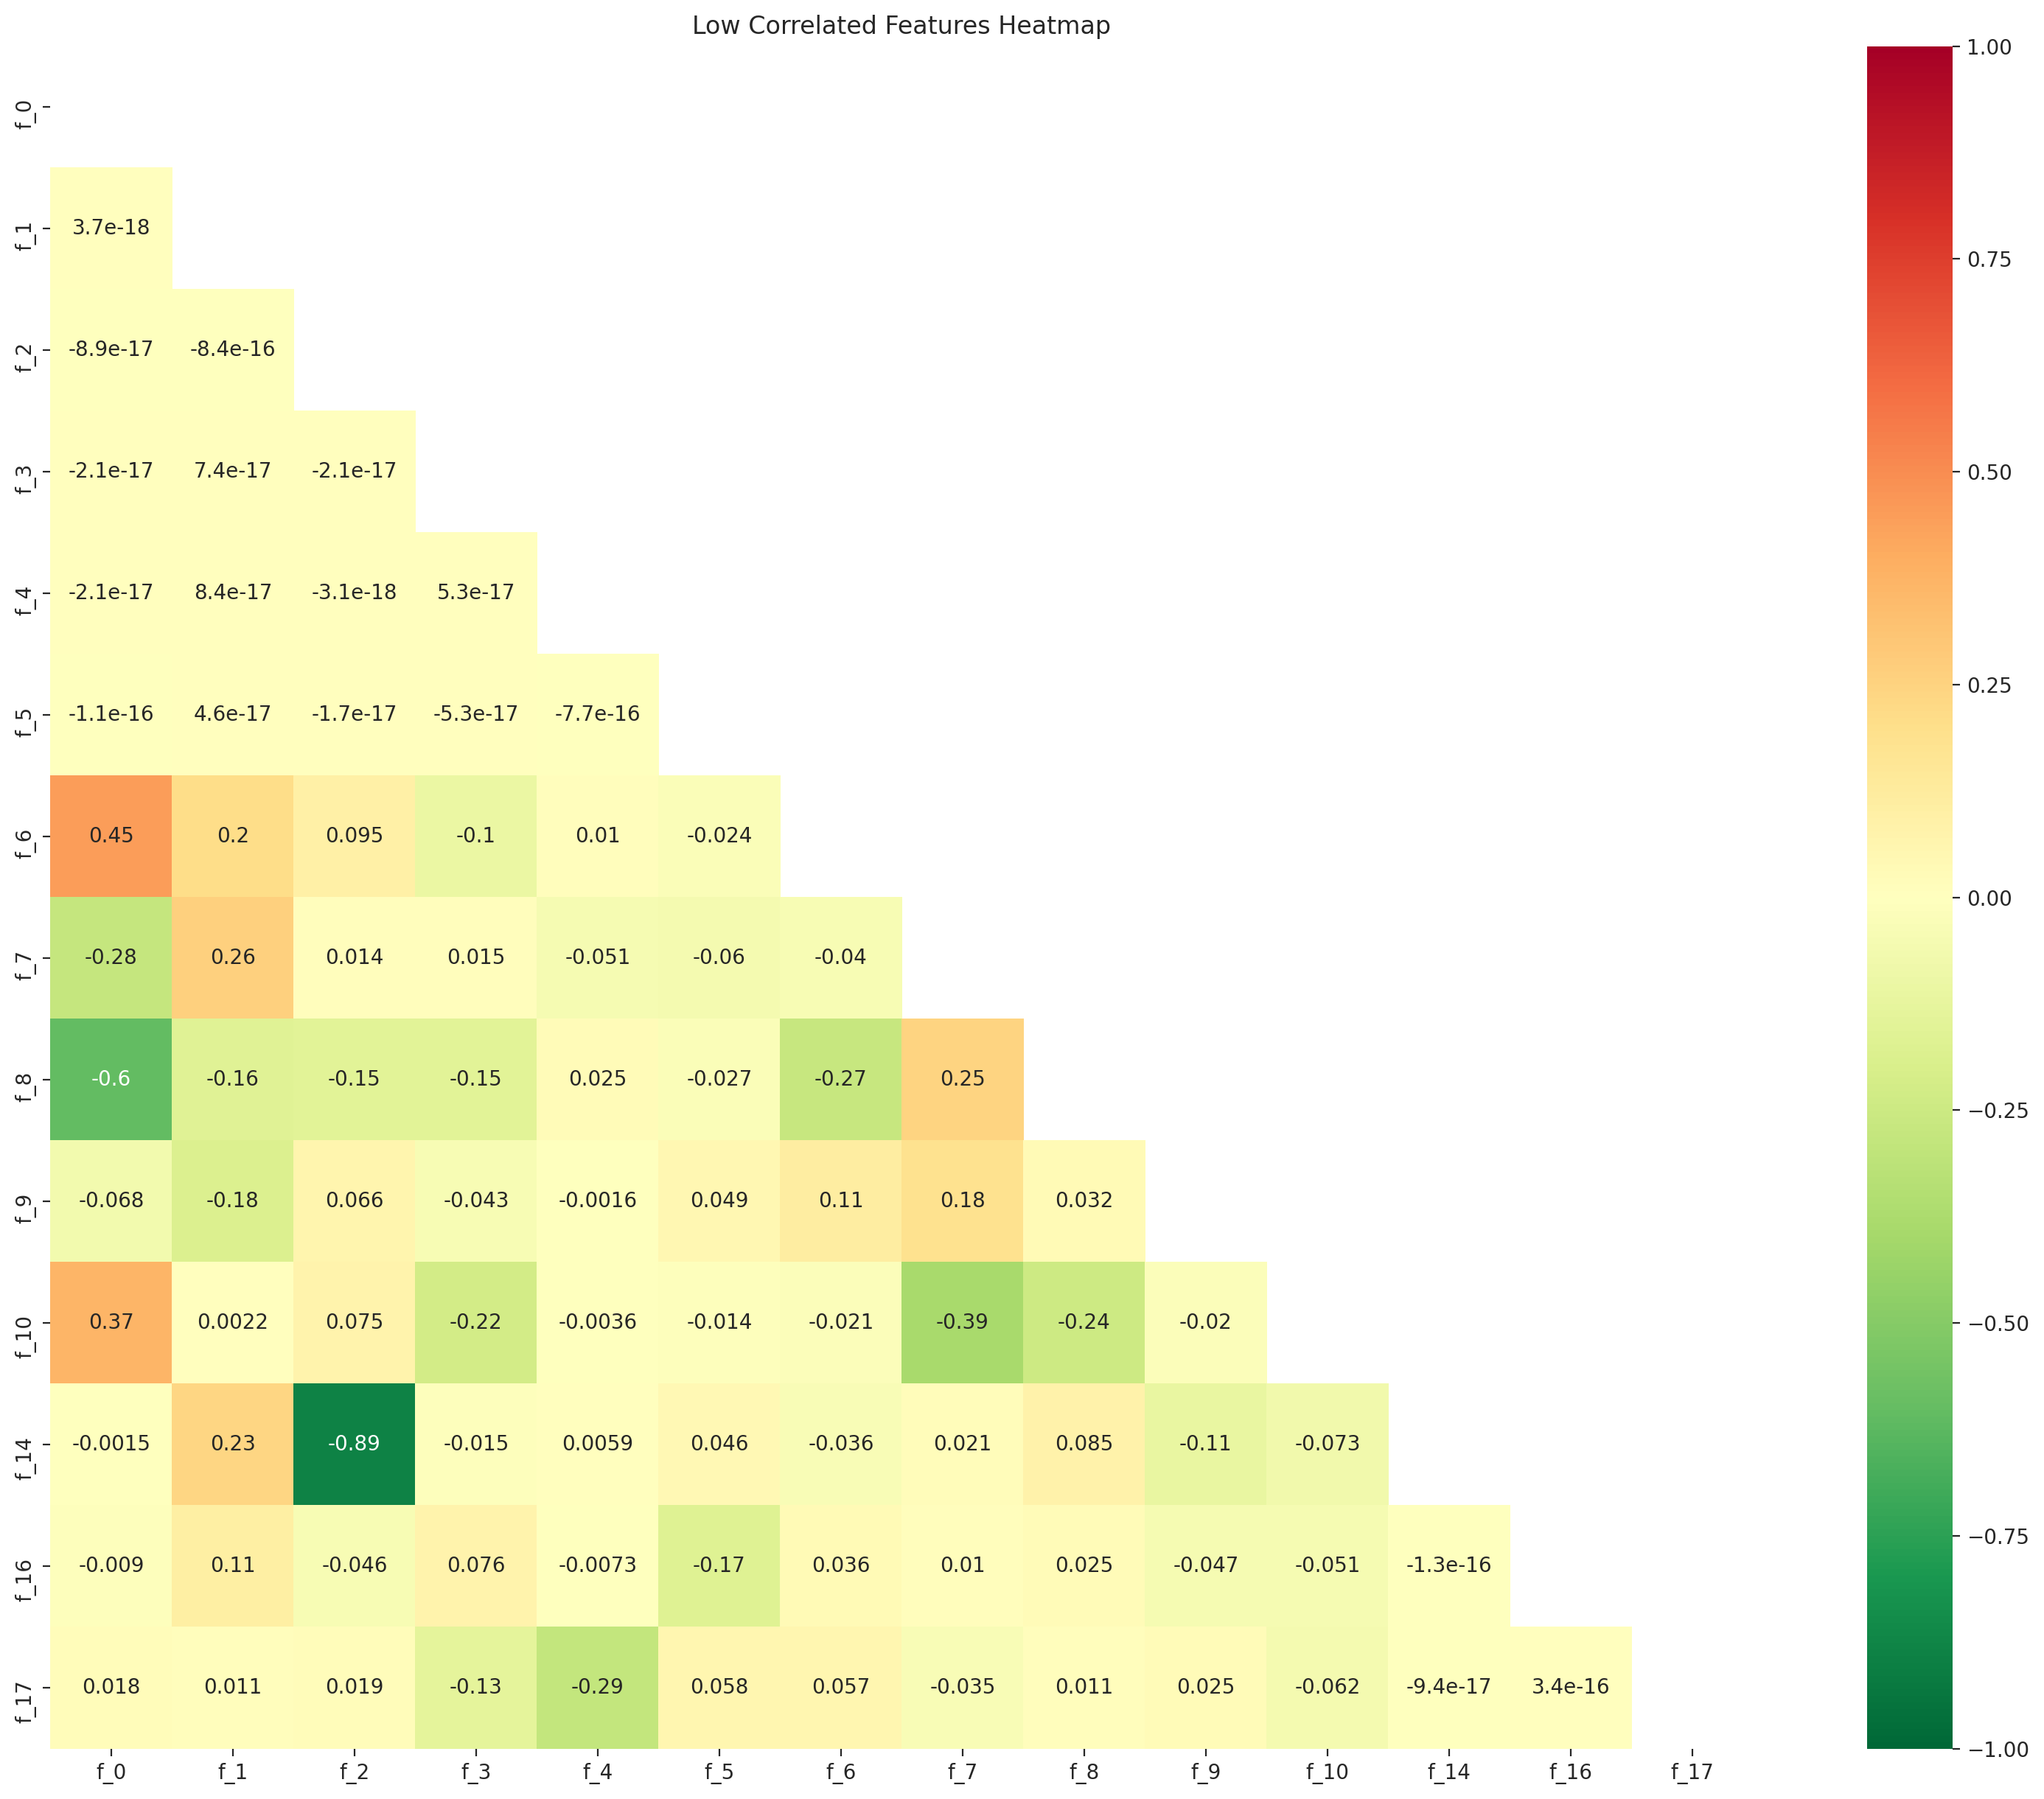 Low Correlated Features Heatmap
1.00
f_0
f_1 3.7e-18
0.75
f_2 -8.9e-17 -8.4e-16
f_3 -2.1e-17 7.4e-17 -2.1e-17
0.50
f_4 -2.1e-17 8.4e-17 -3.1e-18 5.3e-17
0.25
f_5 -1.1e-16 4.6e-17 -1.7e-17 -5.3e-17 -7.7e-16
f_6 0.45 0.2 0.095 -0.1 0.01 -0.024
0.00
f_7 -0.28 0.26 0.014 0.015 -0.051 -0.06 -0.04
f_8 -0.6 -0.16 -0.15 -0.15 0.025 -0.027 -0.27 0.25
−0.25
f_9 -0.068 -0.18 0.066 -0.043 -0.0016 0.049 0.11 0.18 0.032
f_10 0.37 0.0022 0.075 -0.22 -0.0036 -0.014 -0.021 -0.39 -0.24 -0.02
−0.50
f_14 -0.0015 0.23 -0.89 -0.015 0.0059 0.046 -0.036 0.021 0.085 -0.11 -0.073
−0.75
f_16 -0.009 0.11 -0.046 0.076 -0.0073 -0.17 0.036 0.01 0.025 -0.047 -0.051 -1.3e-16
f_17 0.018 0.011 0.019 -0.13 -0.29 0.058 0.057 -0.035 0.011 0.025 -0.062 -9.4e-17 3.4e-16
−1.00
f_0 f_1 f_2 f_3 f_4 f_5 f_6 f_7 f_8 f_9 f_10 f_14 f_16 f_17